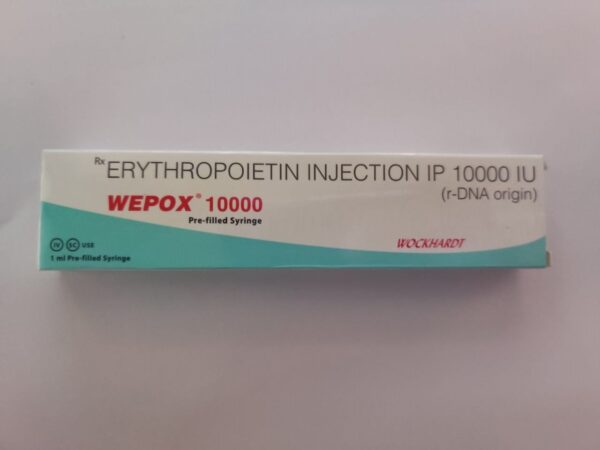 Rx ERYTHROPOIETIN INJECTION IP 10000 IU
(r-DNA origin)
WEPOX® 10000
Pre-filled Syringe
IV SC USE
1 ml Pre-filled Syringe
WOCKHARDT